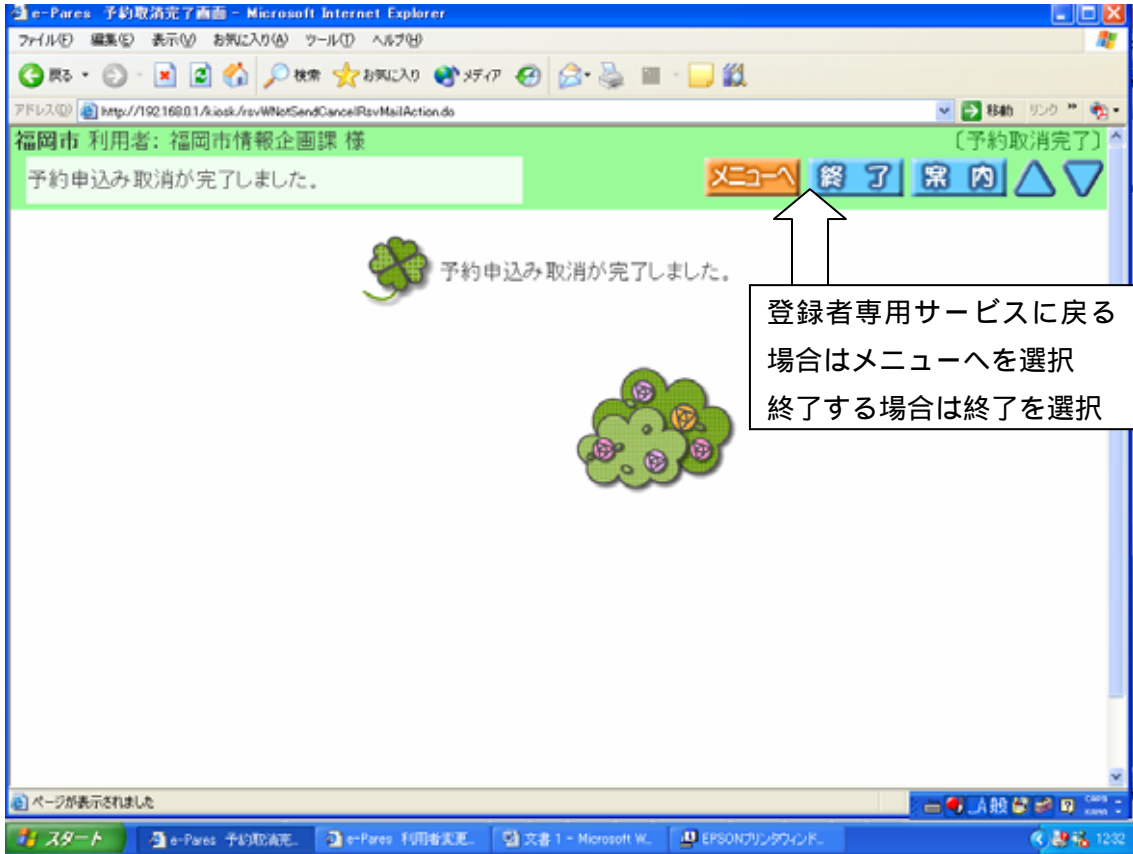 e-Pares 予約取消完了画面 - Microsoft Internet Explorer
ファイル(F) 編集(E) 表示(V) お気に入り(A) ツール(T) ヘルプ(H)
戻る 検索 お気に入り メディア
アドレス(D) http://192.168.0.1/kiosk/rsvWNotSendCancelRsvMailAction.do 移動 リンク »
福岡市 利用者: 福岡市情報企画課 様 〔予約取消完了〕
予約申込み取消が完了しました。 メニューへ 終了 案内
予約申込み取消が完了しました。
登録者専用サービスに戻る
場合はメニューへを選択
終了する場合は終了を選択
ページが表示されました
A 般 CAPS KANA
スタート e-Pares 予約取消完... e-Pares 利用者変更... 文書 1 - Microsoft W... EPSONプリンタウィンド... 12:32